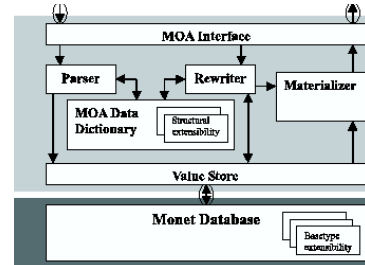 MOA Interface
Parser
Rewriter
Materializer
MOA Data
Dictionary
Structural
extensibility
Value Store
Monet Database
Basetype
extensibility